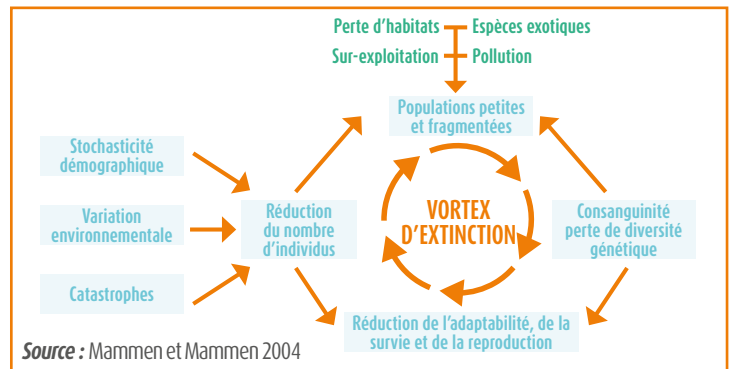 Perte d'habitats Espèces exotiques
Sur-exploitation Pollution
Populations petites
et fragmentées
Stochasticité
démographique
Variation
environnementale
Catastrophes
Réduction
du nombre
d'individus
VORTEX
D'EXTINCTION
Consanguinité
perte de diversité
génétique
Réduction de l'adaptabilité, de la
survie et de la reproduction
Source : Mammen et Mammen 2004